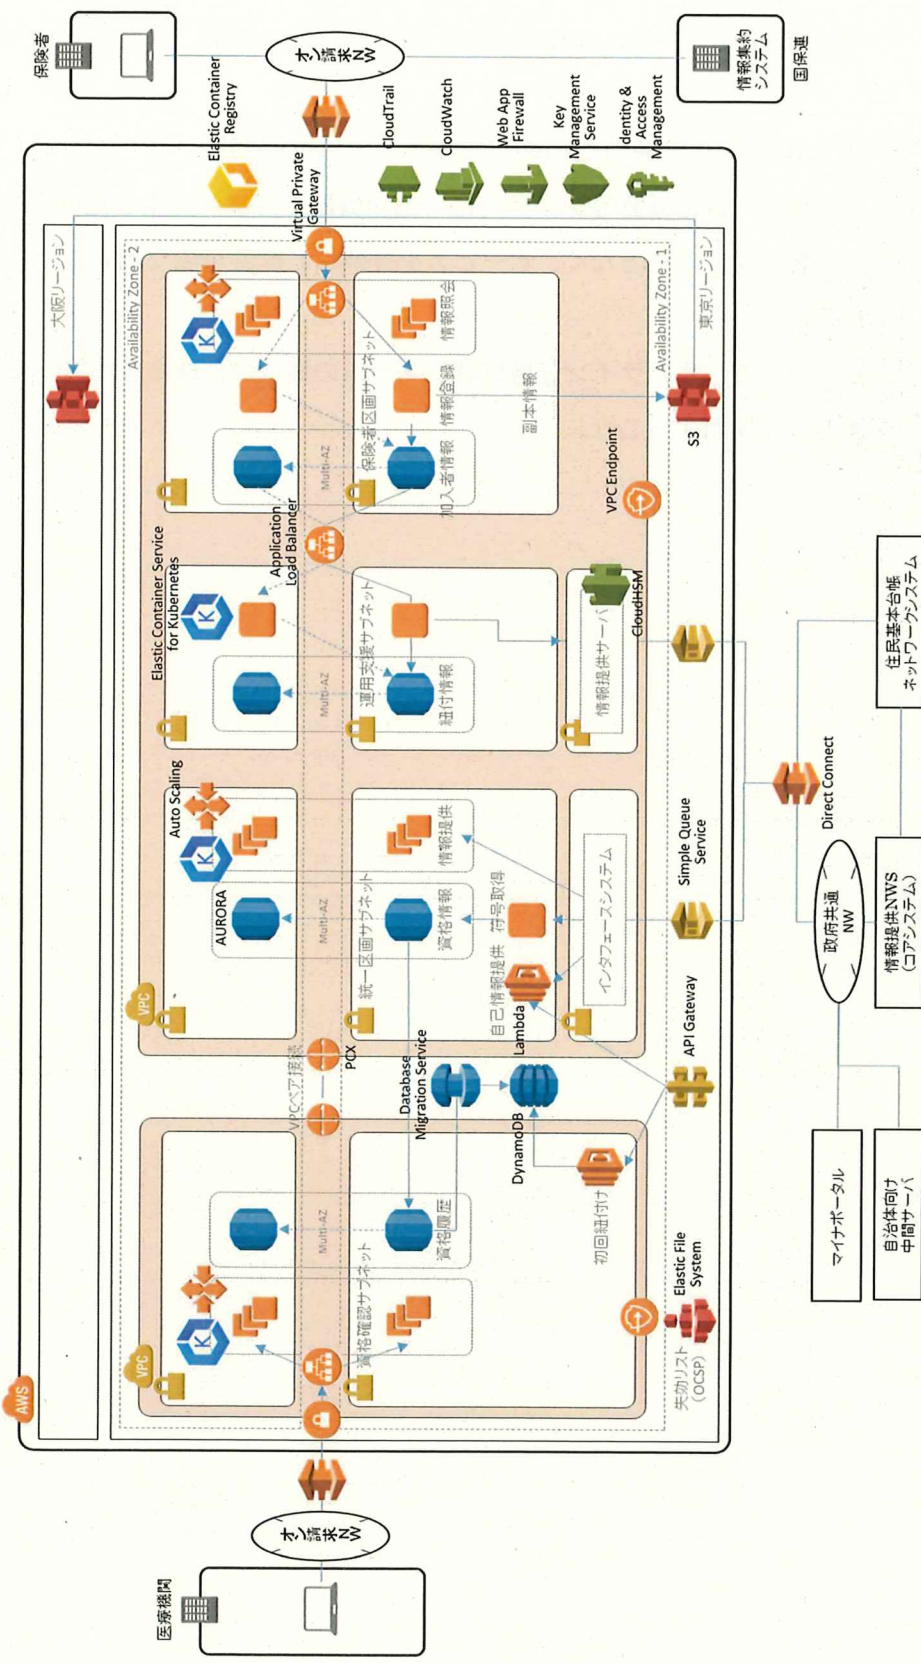 保険者
オン
請求
NW
情報集約
システム
国保連
Elastic Container
Registry
Virtual Private
Gateway
CloudTrail
CloudWatch
Web App
Firewall
Key
Management
Service
dentity &
Access
Management
大阪リージョン
東京リージョン
Availability Zone - 2
Availability Zone - 1
保険者区画サブネット
情報照会
情報登録
加入者情報
Multi-AZ
副本情報
S3
VPC Endpoint
Application
Load Balancer
Elastic Container Service
for Kubernetes
運用支援サブネット
紐付情報
Multi-AZ
情報提供サーバ
CloudHSM
Auto Scaling
AURORA
Multi-AZ
統一区画サブネット
資格情報
情報提供
自己情報提供
符号取得
インタフェースシステム
Lambda
Simple Queue
Service
API Gateway
VPC
PCX
VPCペア接続
Database
Migration Service
DynamoDB
初回紐付け
資格履歴
Multi-AZ
資格確認サブネット
VPC
Elastic File
System
失効リスト
(OCSP)
AWS
オン
請求
NW
医療機関
Direct Connect
政府共通
NW
住民基本台帳
ネットワークシステム
情報提供NWS
(コアシステム)
マイナポータル
自治体向け
中間サーバ
K
K
K
K